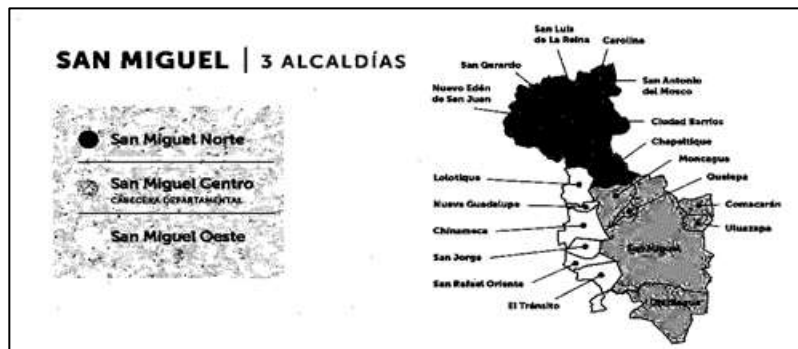 SAN MIGUEL | 3 ALCALDÍAS
San Miguel Norte
San Miguel Centro
CABECERA DEPARTAMENTAL
San Miguel Oeste
San Luis
de La Reina
Carolina
San Gerardo
San Antonio
del Mosco
Nuevo Edén
de San Juan
Ciudad Barrios
Chapeltique
Moncagua
Lolotique
Quelepa
Nueva Guadalupe
Comacarán
Chinameca
Uluazapa
San Miguel
San Jorge
San Rafael Oriente
El Tránsito